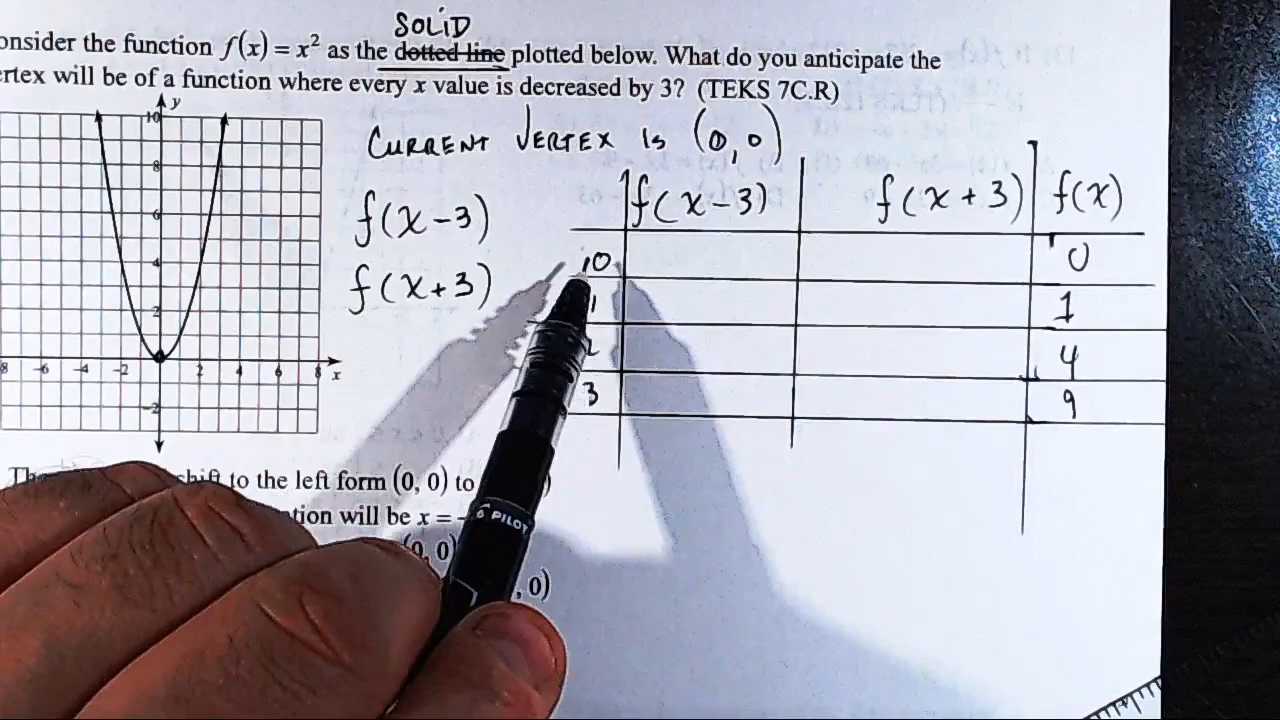 SOLID
onsider the function f(x) = x² as the dotted line plotted below. What do you anticipate the
ertex will be of a function where every x value is decreased by 3? (TEKS 7C.R)
y
10
8
6
4
2
-2
8 -6 -4 -2 2 4 6 8 x
CURRENT VERTEX IS (0,0)
f(x-3)
f(x+3)
f(x-3) f(x+3) f(x)
0 0
1 1
2 4
3 9
shift to the left form (0, 0) to
will be x = -
(0, 0)
, 0)
PILOT